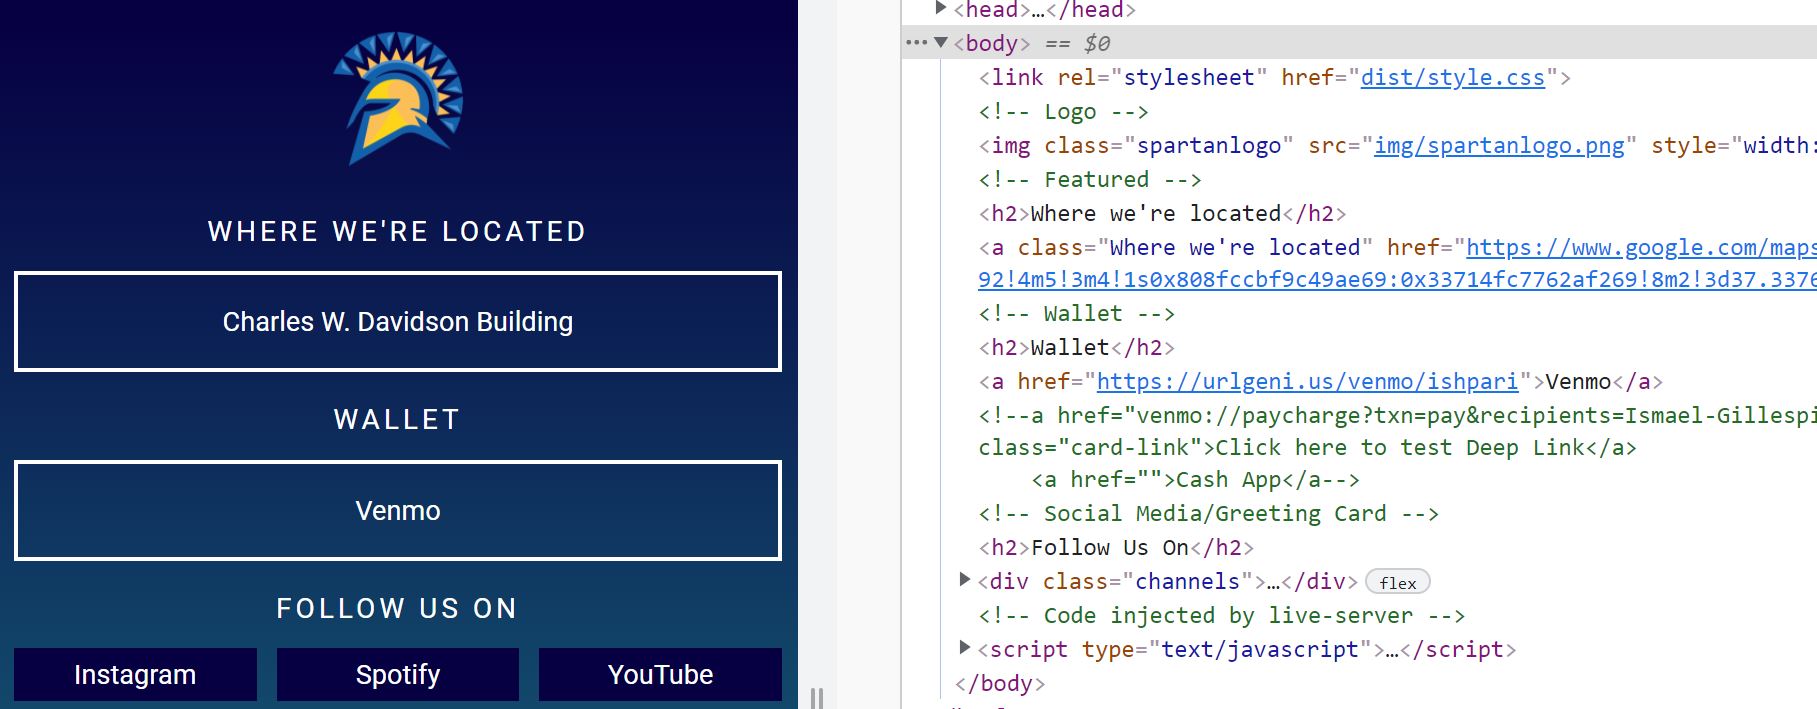 WHERE WE'RE LOCATED
Charles W. Davidson Building
WALLET
Venmo
FOLLOW US ON
Instagram Spotify YouTube
<head>…</head>
<body> == $0
<link rel="stylesheet" href="dist/style.css">
<!-- Logo -->
<img class="spartanlogo" src="img/spartanlogo.png" style="width:
<!-- Featured -->
<h2>Where we're located</h2>
<a class="Where we're located" href="https://www.google.com/maps
92!4m5!3m4!1s0x808fccbf9c49ae69:0x33714fc7762af269!8m2!3d37.3376
<!-- Wallet -->
<h2>Wallet</h2>
<a href="https://urlgeni.us/venmo/ishpari">Venmo</a>
<!--a href="venmo://paycharge?txn=pay&recipients=Ismael-Gillespi
class="card-link">Click here to test Deep Link</a>
<a href="">Cash App</a-->
<!-- Social Media/Greeting Card -->
<h2>Follow Us On</h2>
<div class="channels">…</div> flex
<!-- Code injected by live-server -->
<script type="text/javascript">…</script>
</body>